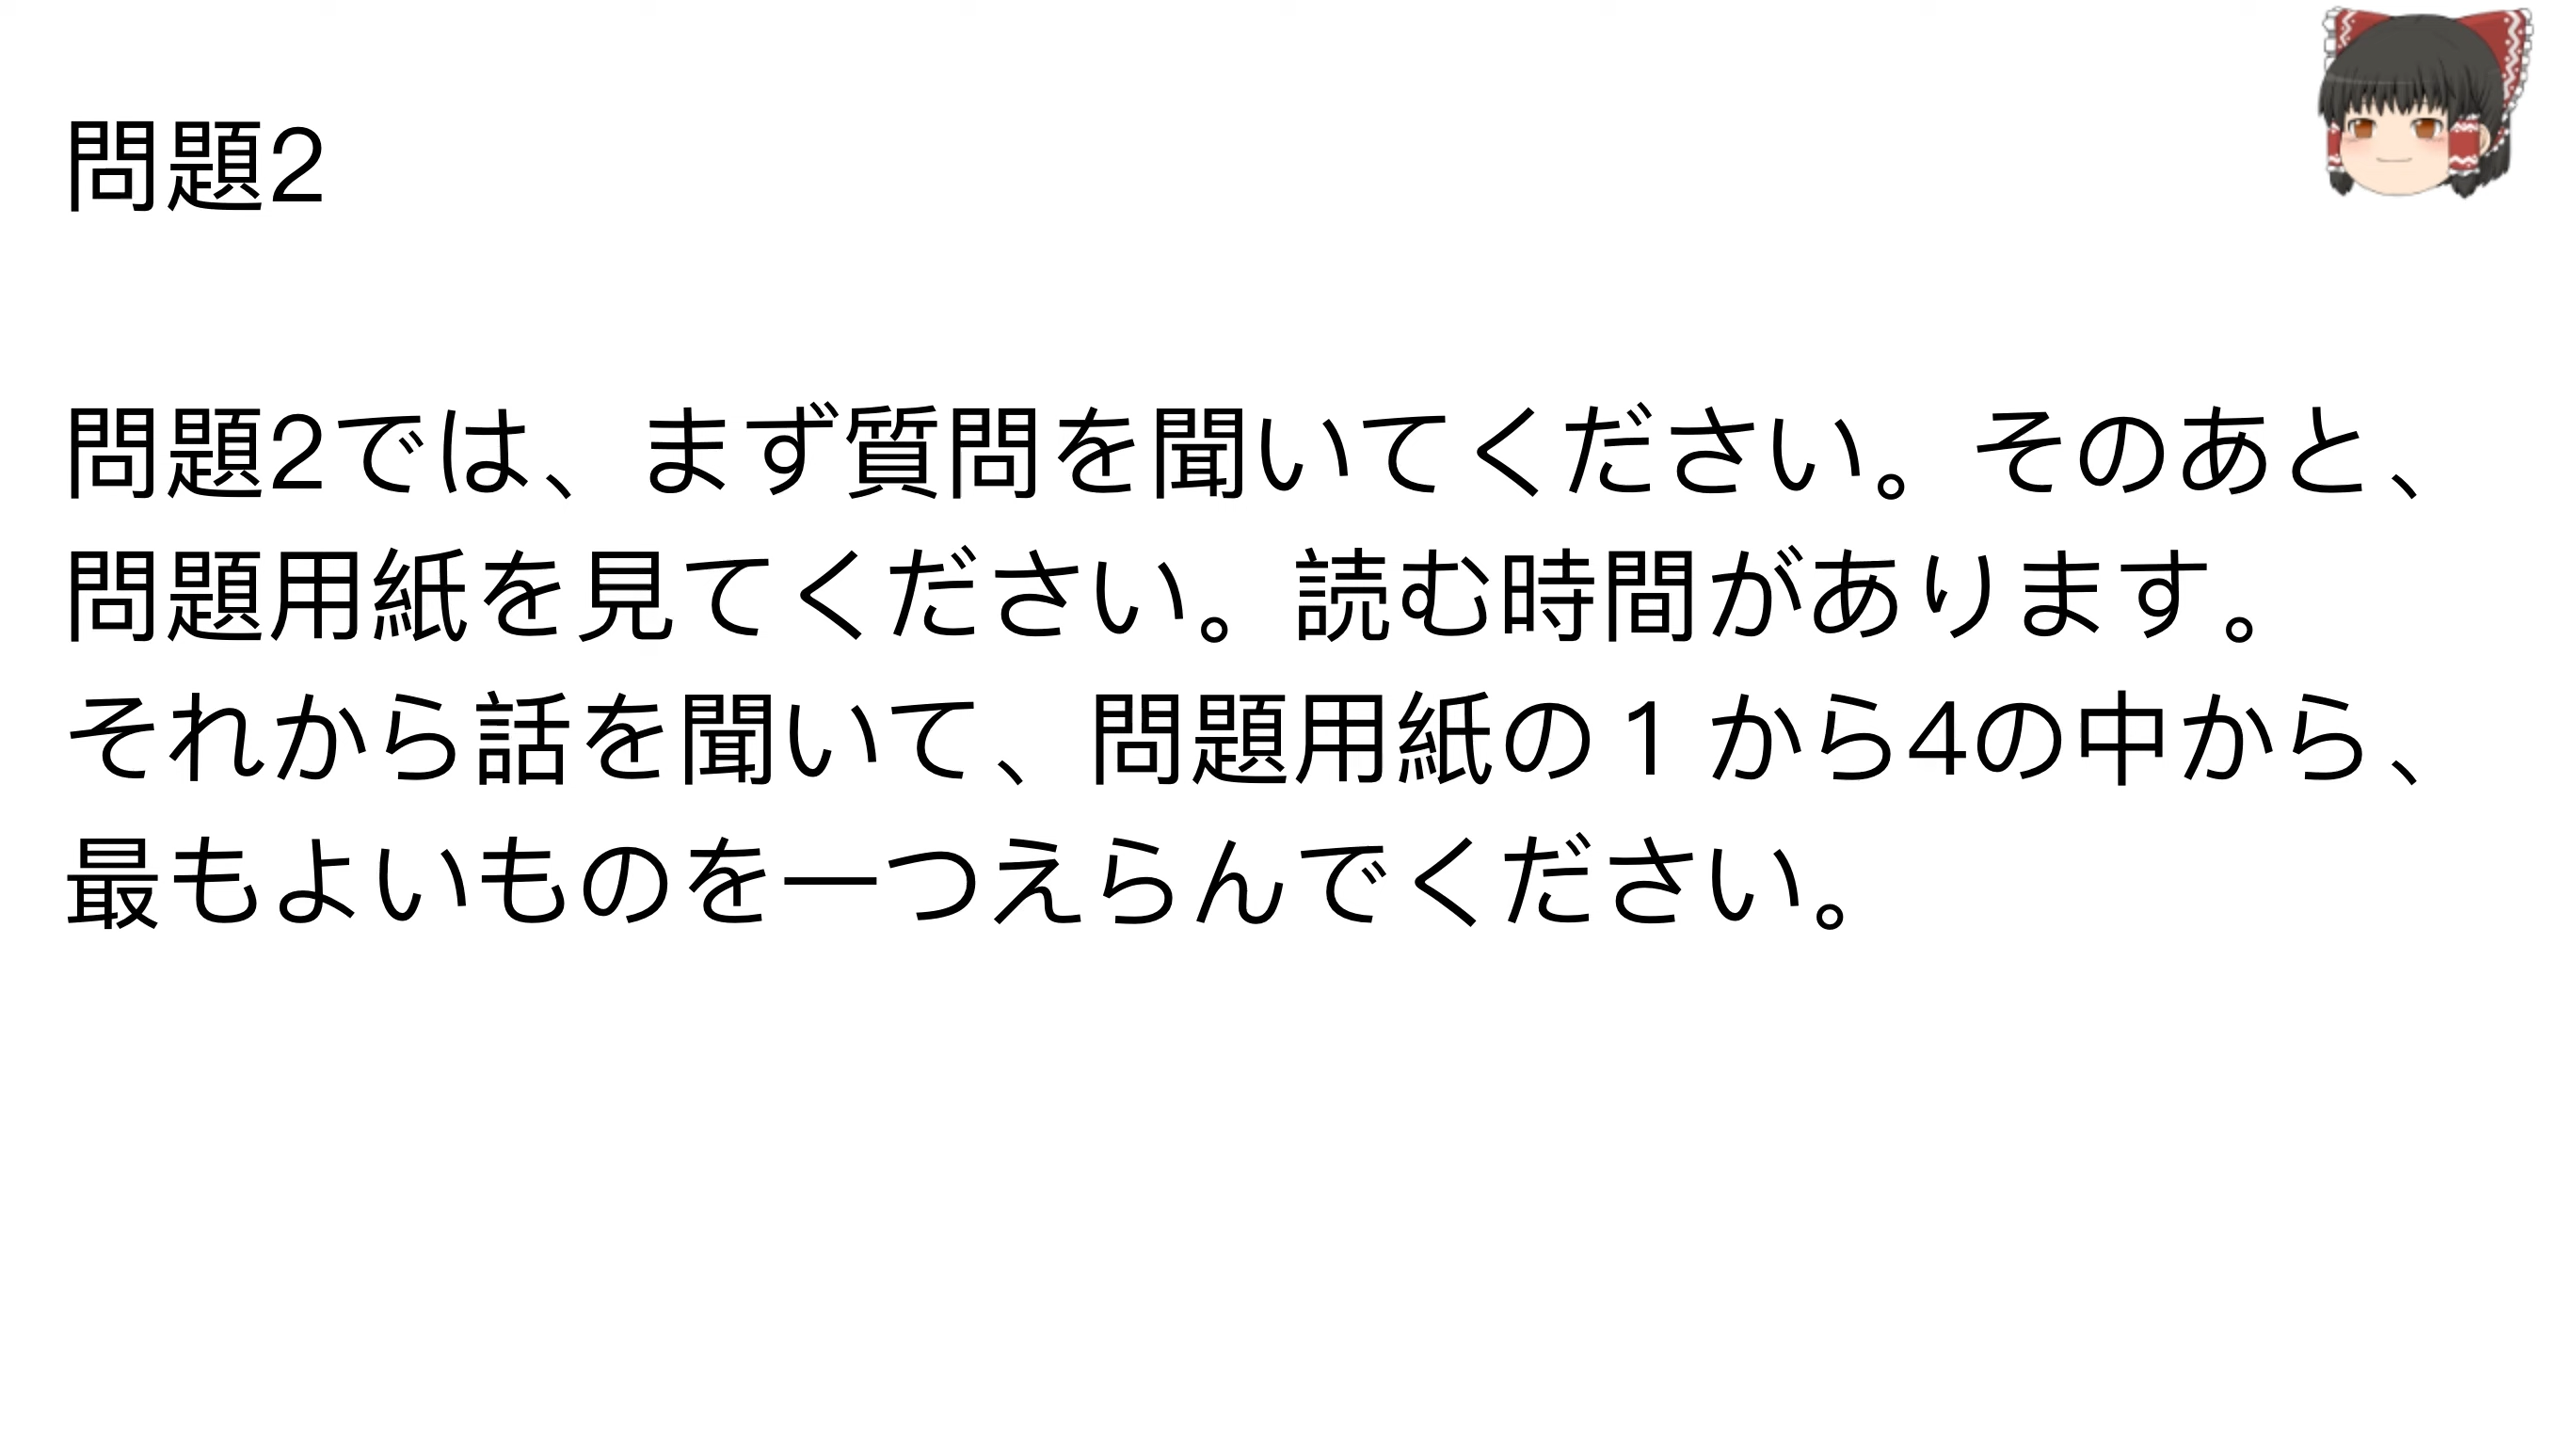 問題2
問題2では、まず質問を聞いてください。そのあと、
問題用紙を見てください。読む時間があります。
それから話を聞いて、問題用紙の１から4の中から、
最もよいものを一つえらんでください。